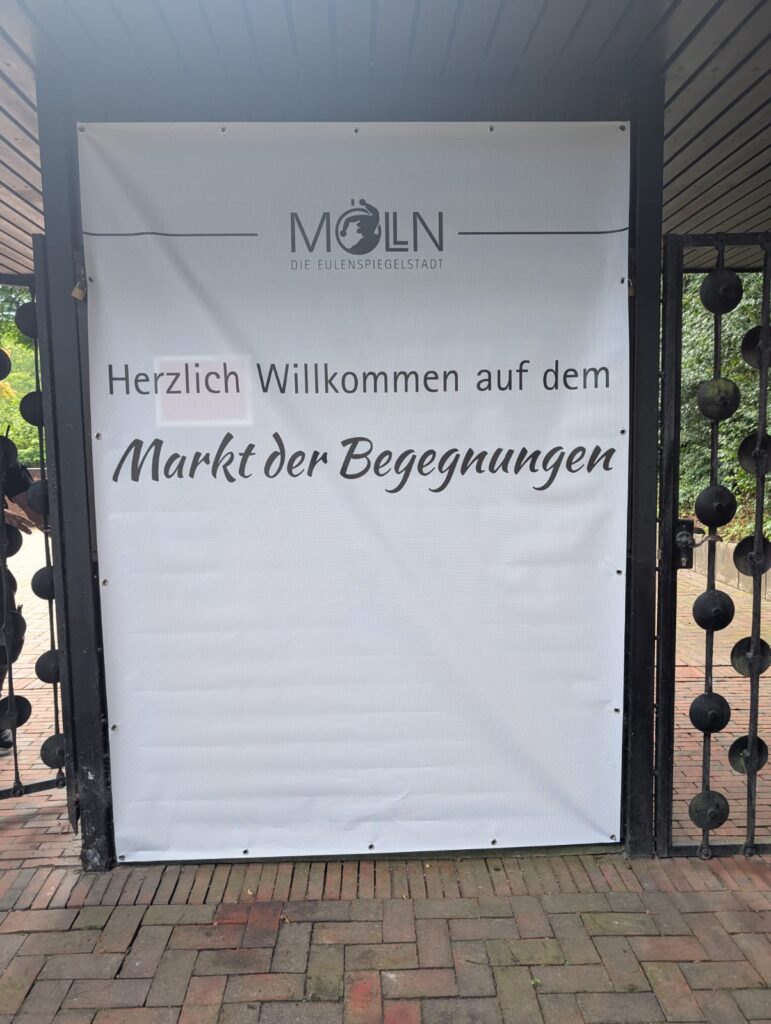 MÖLLN
DIE EULENSPIEGELSTADT
Herzlich Willkommen auf dem
Markt der Begegnungen